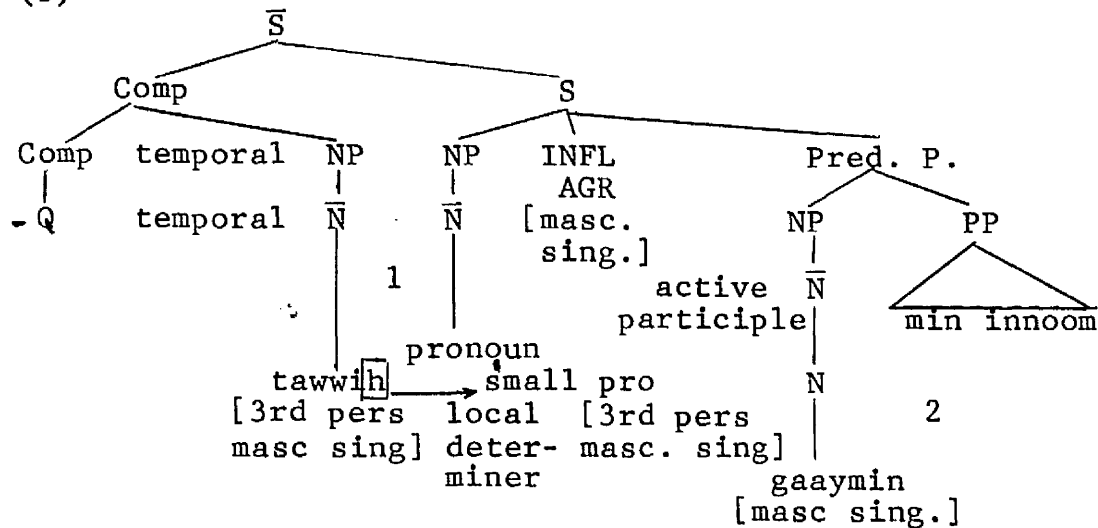 S̄
Comp S
Comp temporal NP NP INFL Pred. P.
AGR
- Q temporal N̄ N̄ [masc. NP PP
sing.]
1 active N̄
participle min innoom
pronoun
tawwih small pro N
[3rd pers local [3rd pers 2
masc sing] deter- masc. sing]
miner
gaaymin
[masc sing.]